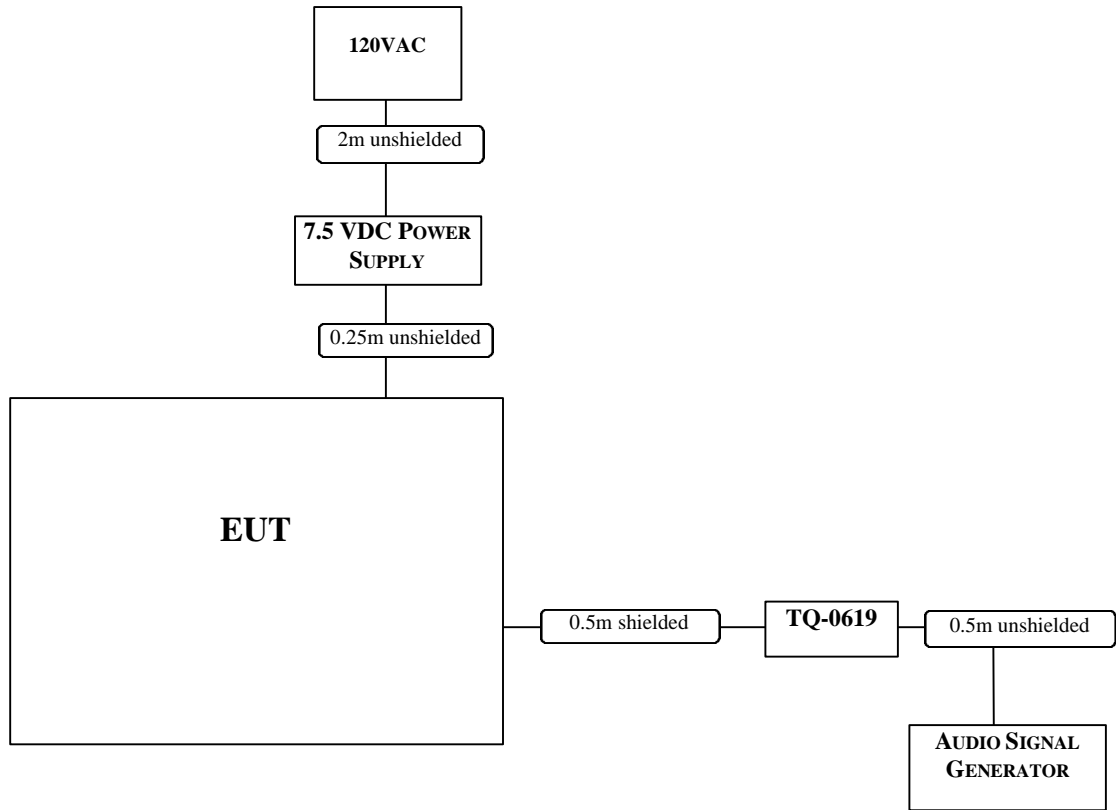 120VAC
2m unshielded
7.5 VDC POWER
SUPPLY
0.25m unshielded
EUT
0.5m shielded
TQ-0619
0.5m unshielded
AUDIO SIGNAL
GENERATOR